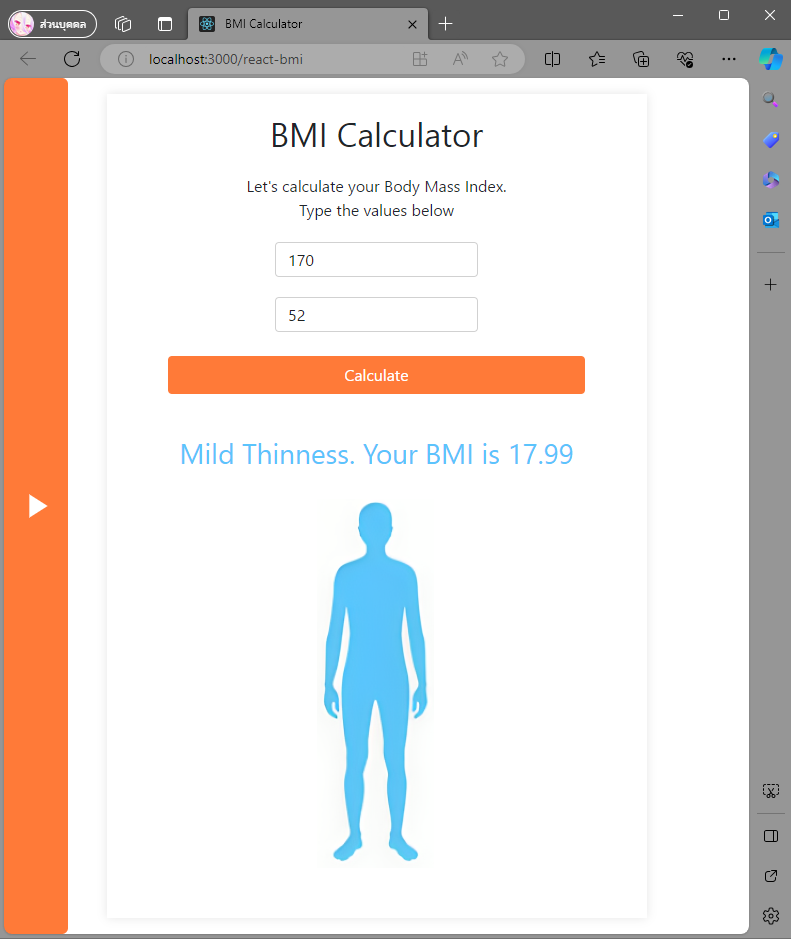 ส่วนบุคคล
BMI Calculator
localhost:3000/react-bmi
BMI Calculator
Let's calculate your Body Mass Index.
Type the values below
170
52
Calculate
Mild Thinness. Your BMI is 17.99